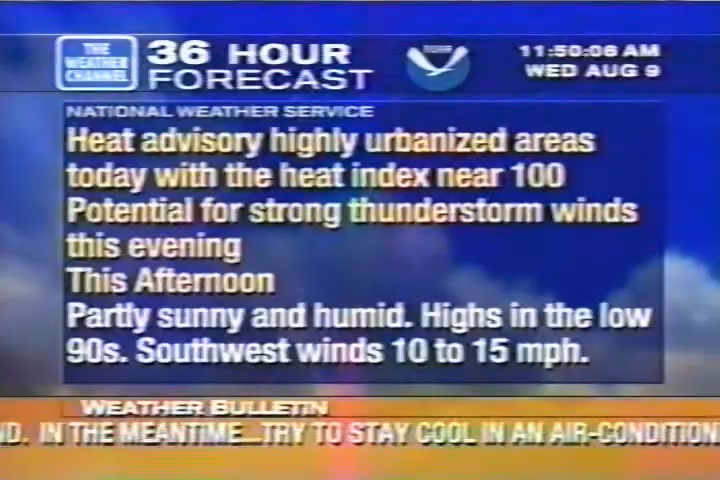 THE
WEATHER
CHANNEL
36 HOUR
FORECAST
NOAA
11:50:06 AM
WED AUG 9
NATIONAL WEATHER SERVICE
Heat advisory highly urbanized areas
today with the heat index near 100
Potential for strong thunderstorm winds
this evening
This Afternoon
Partly sunny and humid. Highs in the low
90s. Southwest winds 10 to 15 mph.
WEATHER BULLETIN
ND. IN THE MEANTIME...TRY TO STAY COOL IN AN AIR-CONDITION